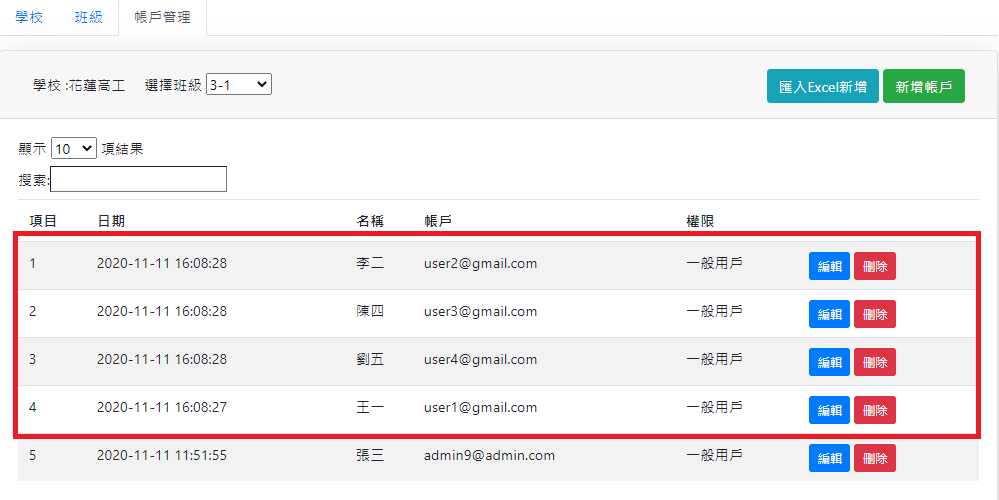 學校 班級 帳戶管理
學校 :花蓮高工 選擇班級 3-1 匯入Excel新增 新增帳戶
顯示 10 項結果
搜索:
項目 日期 名稱 帳戶 權限
1 2020-11-11 16:08:28 李二 user2@gmail.com 一般用戶 編輯 刪除
2 2020-11-11 16:08:28 陳四 user3@gmail.com 一般用戶 編輯 刪除
3 2020-11-11 16:08:28 劉五 user4@gmail.com 一般用戶 編輯 刪除
4 2020-11-11 16:08:27 王一 user1@gmail.com 一般用戶 編輯 刪除
5 2020-11-11 11:51:55 張三 admin9@admin.com 一般用戶 編輯 刪除